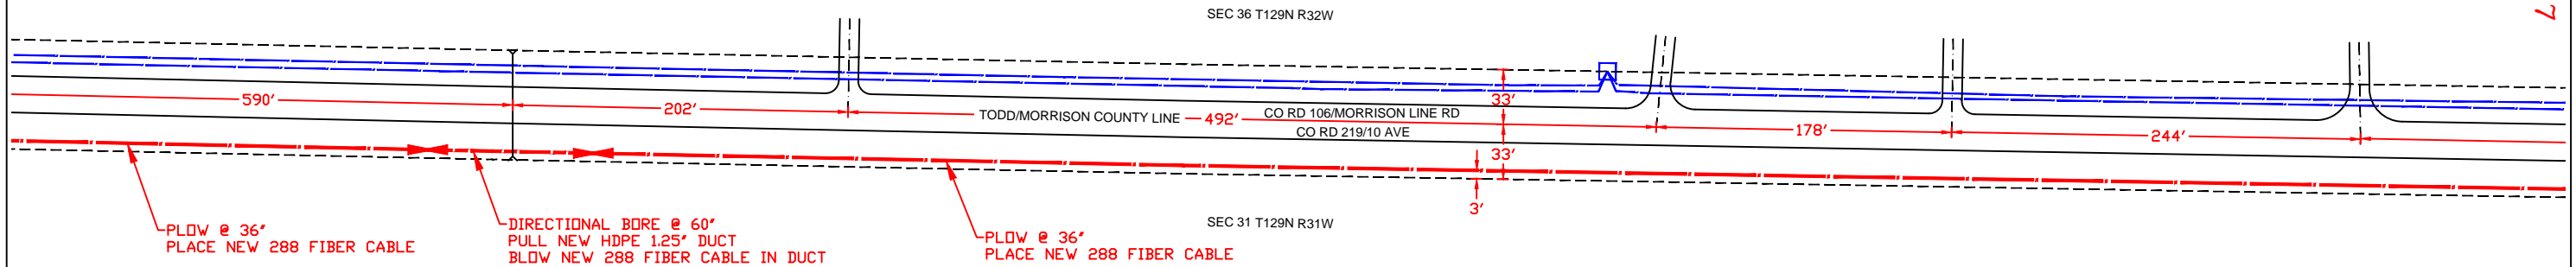 SEC 36 T129N R32W
7
590'
202'
TODD/MORRISON COUNTY LINE
492'
CO RD 106/MORRISON LINE RD
CO RD 219/10 AVE
33'
33'
3'
178'
244'
PLOW @ 36"
PLACE NEW 288 FIBER CABLE
DIRECTIONAL BORE @ 60"
PULL NEW HDPE 1.25" DUCT
BLOW NEW 288 FIBER CABLE IN DUCT
PLOW @ 36"
PLACE NEW 288 FIBER CABLE
SEC 31 T129N R31W